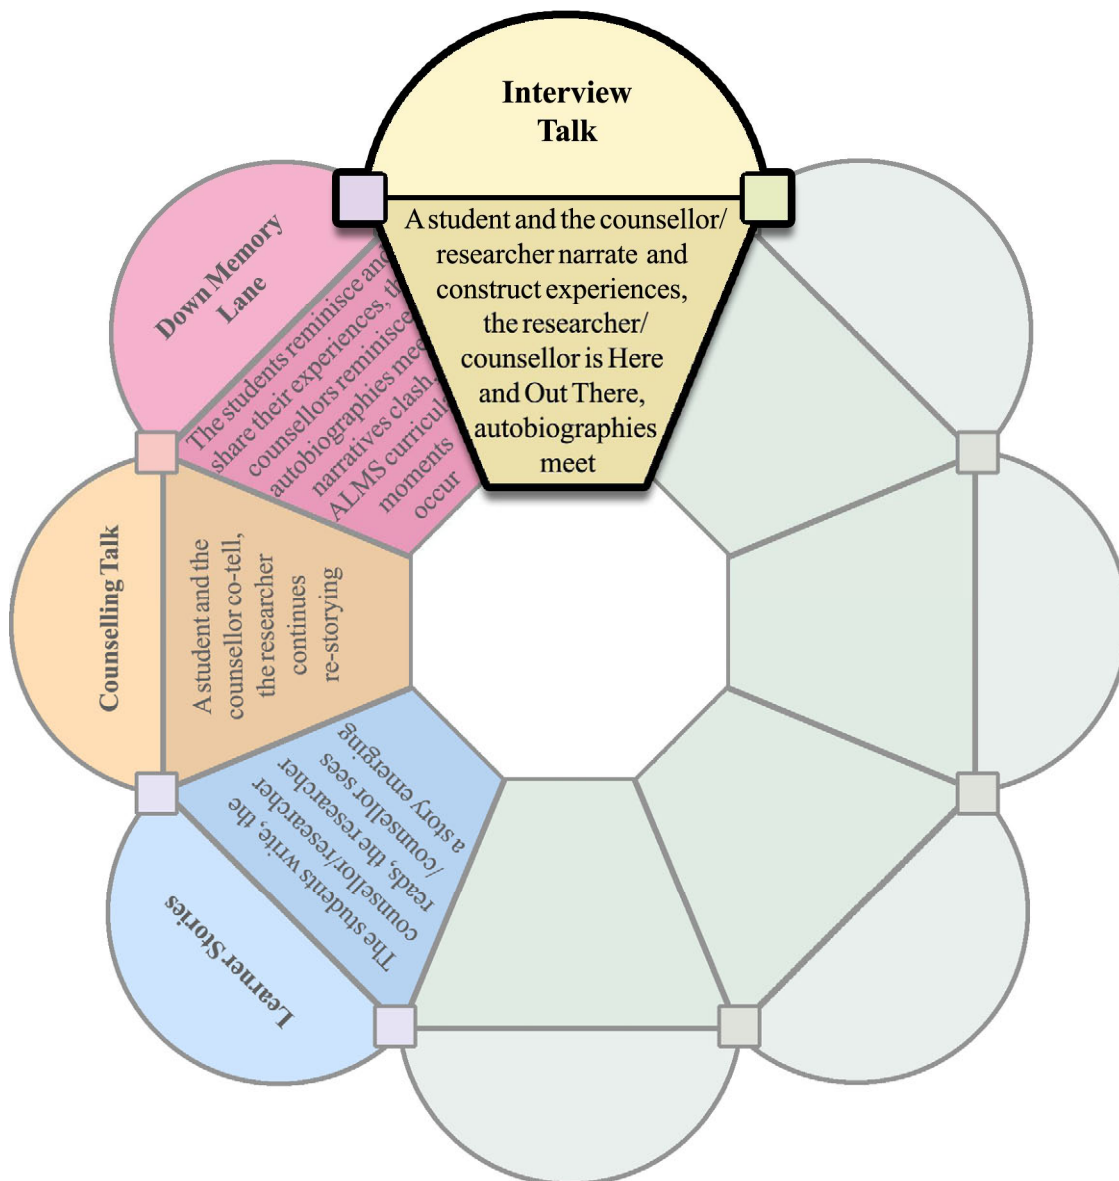 Interview
Talk
A student and the counsellor/
researcher narrate and
construct experiences,
the researcher/
counsellor is Here
and Out There,
autobiographies
meet
Down Memory
Lane
The students reminisce and
share their experiences,
counsellors reminisce
autobiographies
narratives clash,
ALMS
moments
occur
Counselling Talk
A student and the
counsellor co-tell,
the researcher
continues
re-storying
Learner Stories
The students write, the
counsellor/researcher
reads, the researcher
/counsellor sees
a story emerging